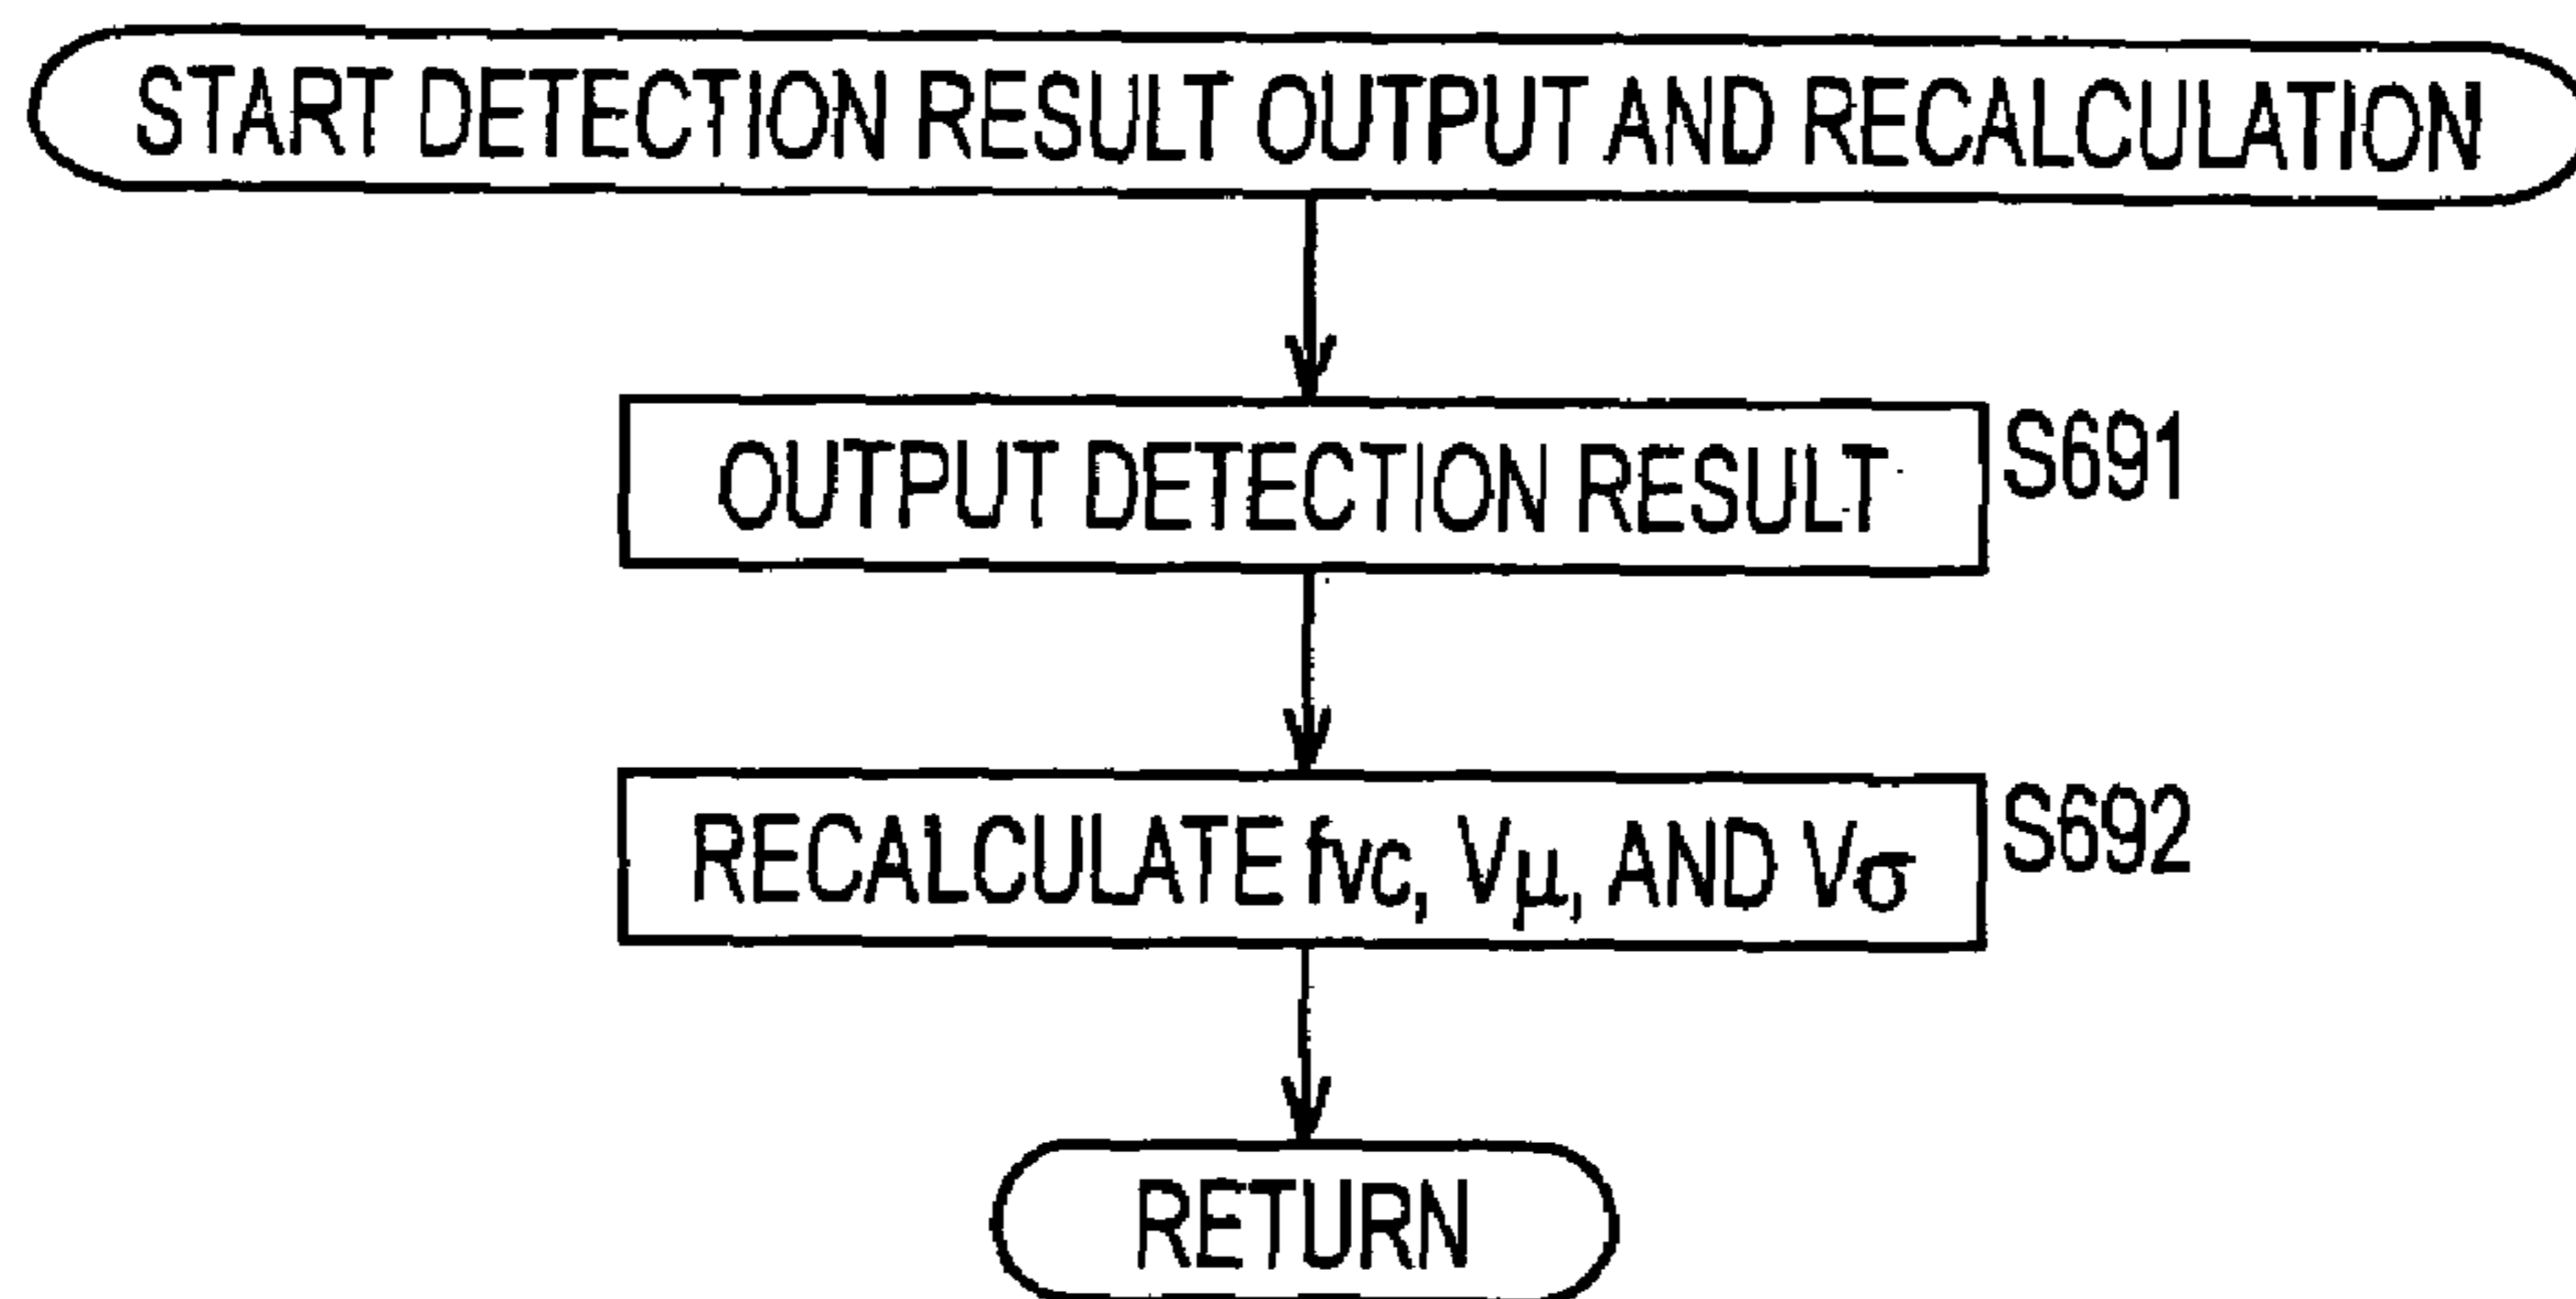 START DETECTION RESULT OUTPUT AND RECALCULATION
OUTPUT DETECTION RESULT
S691
RECALCULATE fvc, Vμ, AND Vσ
S692
RETURN